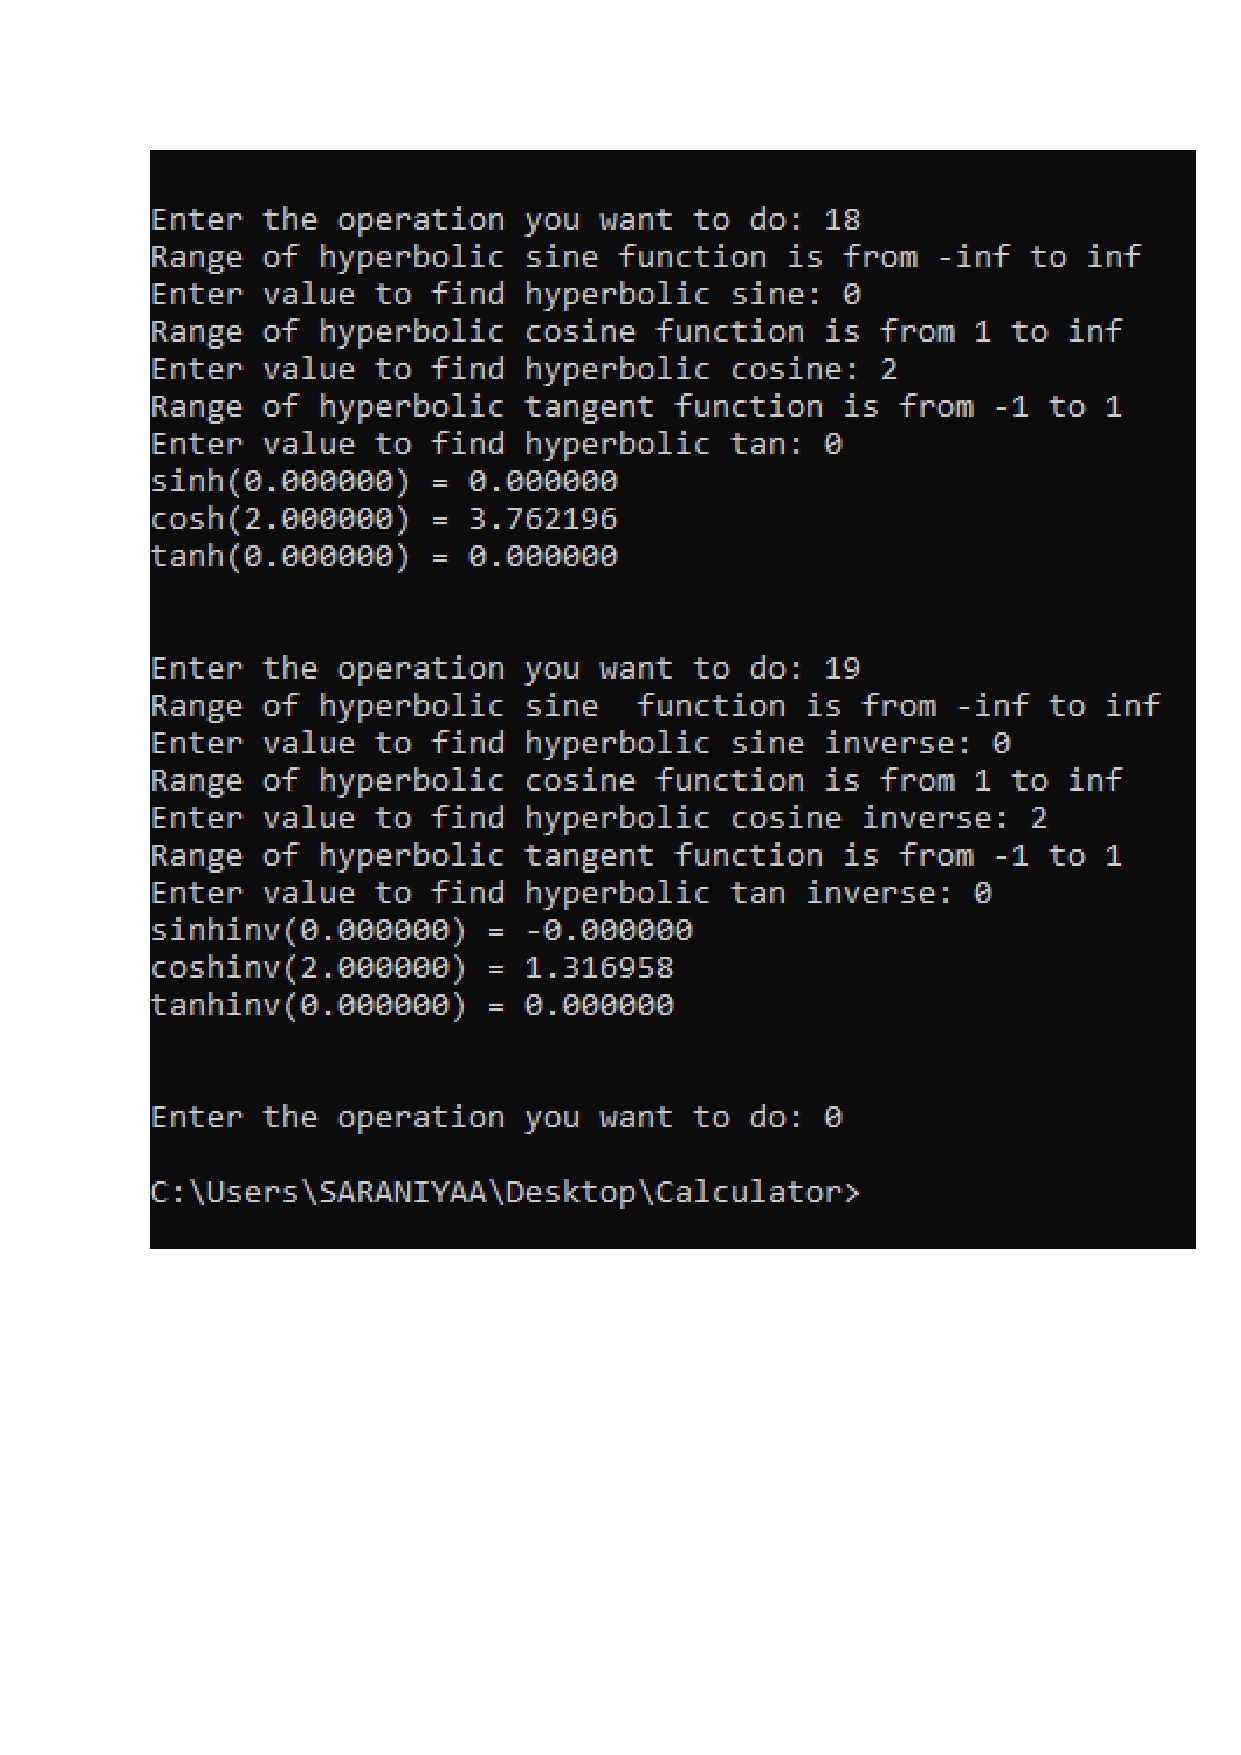 Enter the operation you want to do: 18
Range of hyperbolic sine function is from -inf to inf
Enter value to find hyperbolic sine: 0
Range of hyperbolic cosine function is from 1 to inf
Enter value to find hyperbolic cosine: 2
Range of hyperbolic tangent function is from -1 to 1
Enter value to find hyperbolic tan: 0
sinh(0.000000) = 0.000000
cosh(2.000000) = 3.762196
tanh(0.000000) = 0.000000
Enter the operation you want to do: 19
Range of hyperbolic sine  function is from -inf to inf
Enter value to find hyperbolic sine inverse: 0
Range of hyperbolic cosine function is from 1 to inf
Enter value to find hyperbolic cosine inverse: 2
Range of hyperbolic tangent function is from -1 to 1
Enter value to find hyperbolic tan inverse: 0
sinhinv(0.000000) = -0.000000
coshinv(2.000000) = 1.316958
tanhinv(0.000000) = 0.000000
Enter the operation you want to do: 0
C:\Users\SARANIYAA\Desktop\Calculator>